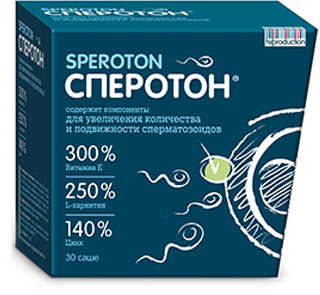 reproduction
SPEROTON
СПЕРОТОН®
содержит компоненты
для увеличения количества
и подвижности сперматозоидов
300%
Витамин Е
250%
L-карнитин
140%
Цинк
30 саше